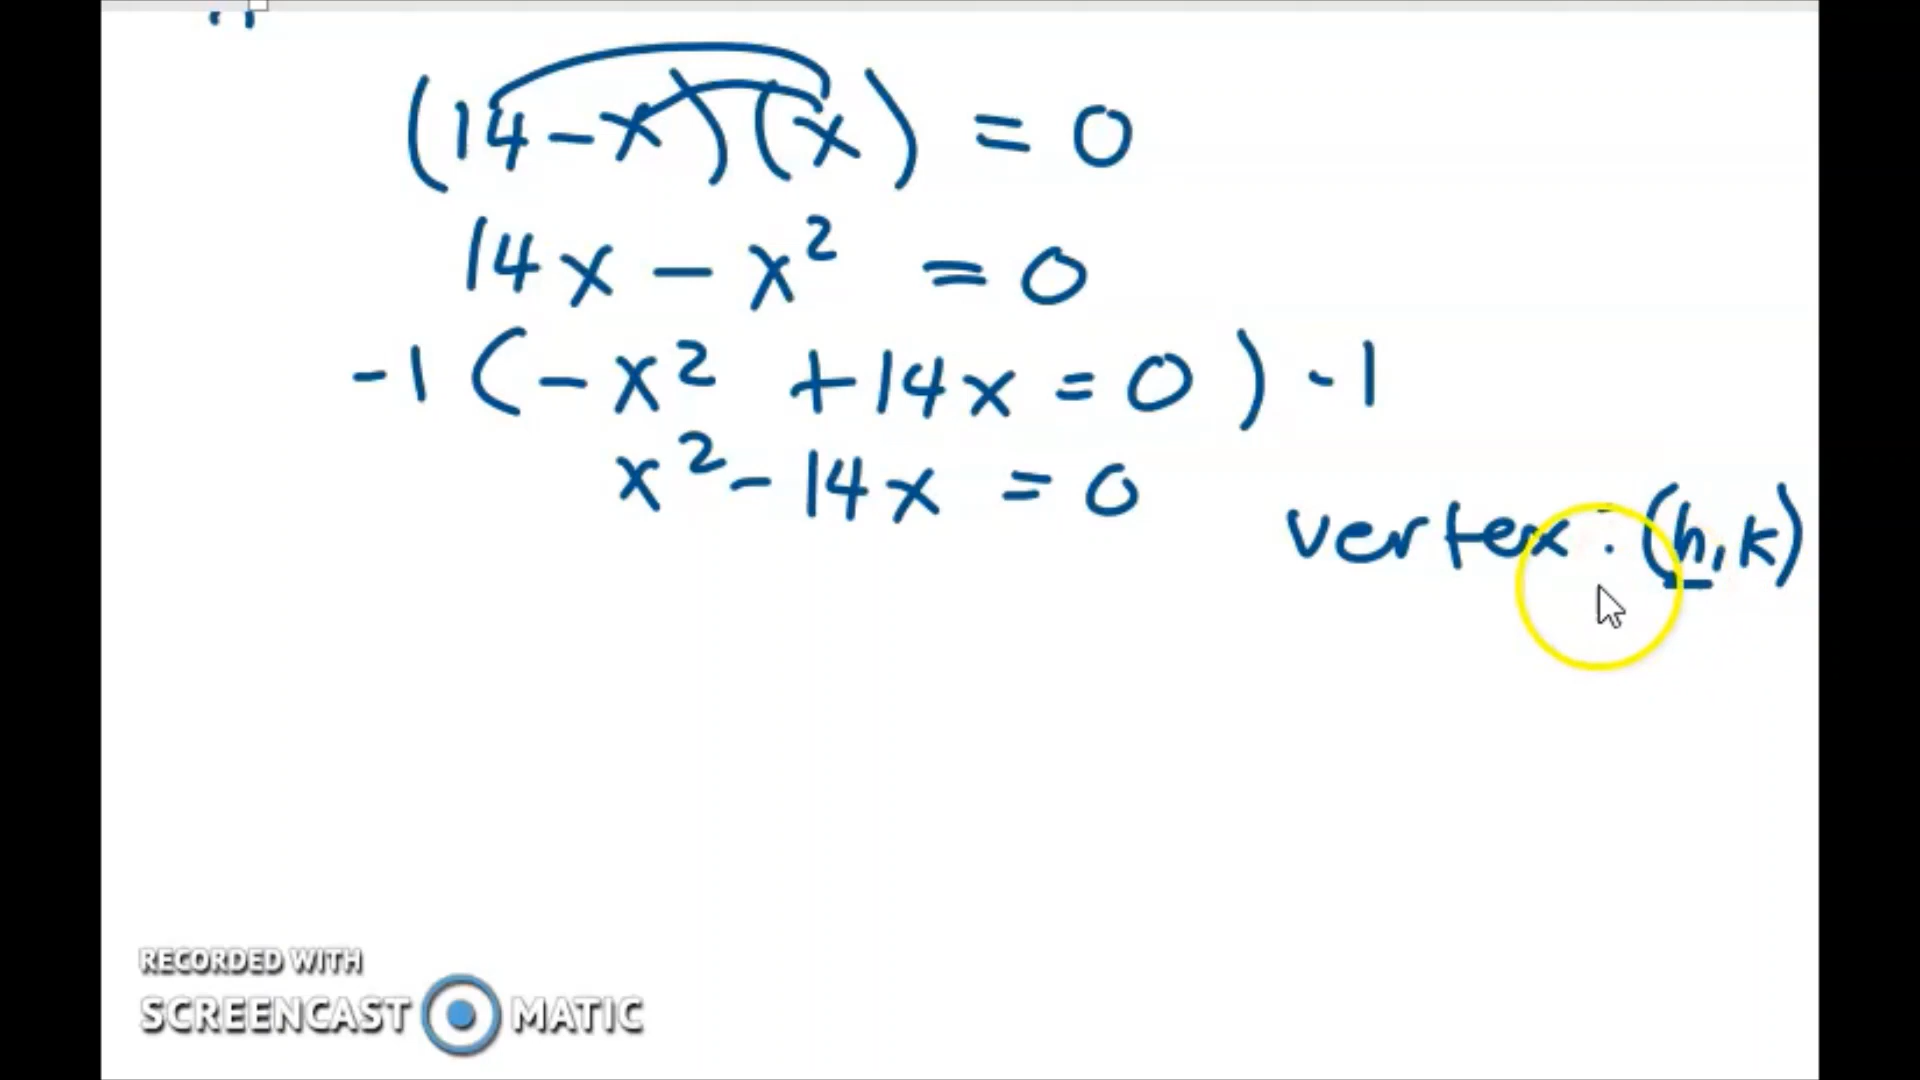 (14-x)(x) = 0
14x - x² = 0
-1 (-x² +14x = 0) -1
x² - 14x = 0
vertex : (h,k)
RECORDED WITH
SCREENCAST MATIC